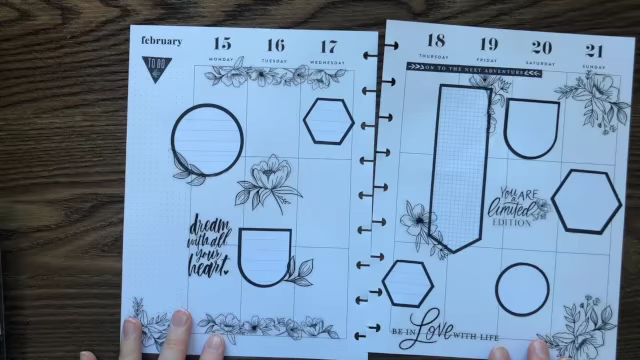 february
15 16 17
MONDAY TUESDAY WEDNESDAY
TO DO
dream
with all
your
heart
18 19 20 21
THURSDAY FRIDAY SATURDAY SUNDAY
ON TO THE NEXT ADVENTURE
YOU ARE
a
limited
EDITION
BE IN Love WITH LIFE